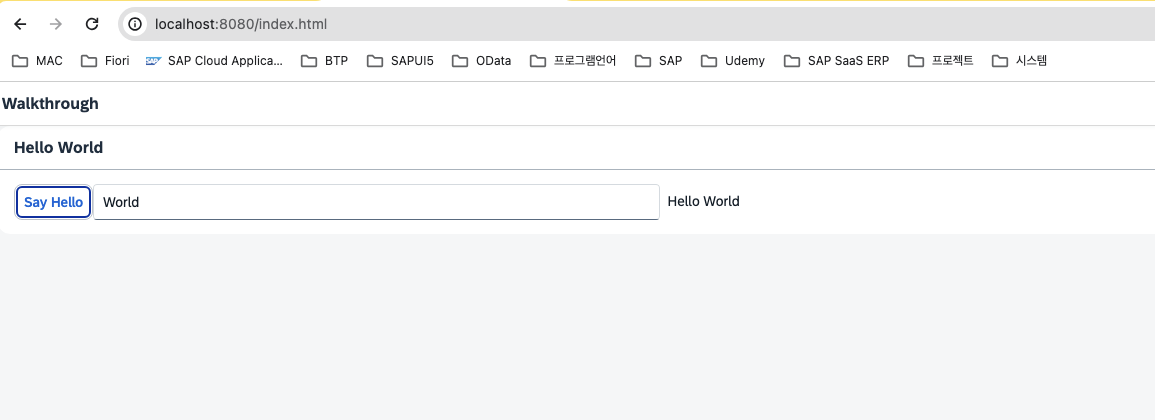 localhost:8080/index.html
MAC Fiori SAP SAP Cloud Applica... BTP SAPUI5 OData 프로그램언어 SAP Udemy SAP SaaS ERP 프로젝트 시스템
Walkthrough
Hello World
Say Hello World Hello World